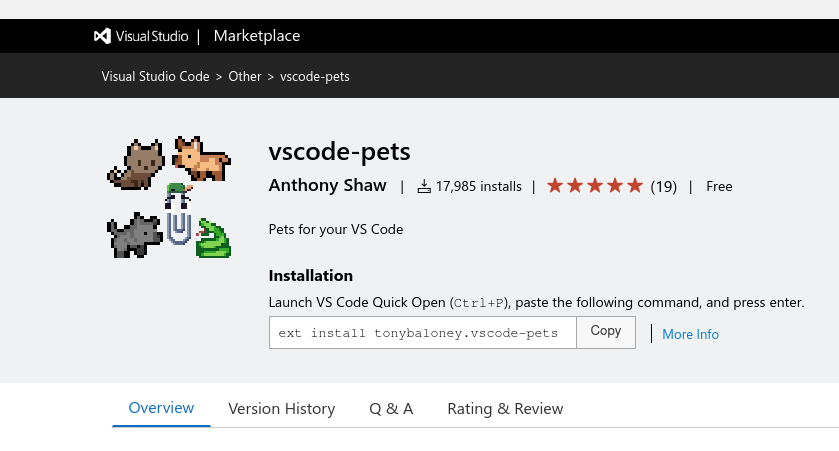 Visual Studio | Marketplace
Visual Studio Code > Other > vscode-pets
vscode-pets
Anthony Shaw | 17,985 installs | (19) | Free
Pets for your VS Code
Installation
Launch VS Code Quick Open (Ctrl+P), paste the following command, and press enter.
ext install tonybaloney.vscode-pets Copy | More Info
Overview Version History Q & A Rating & Review